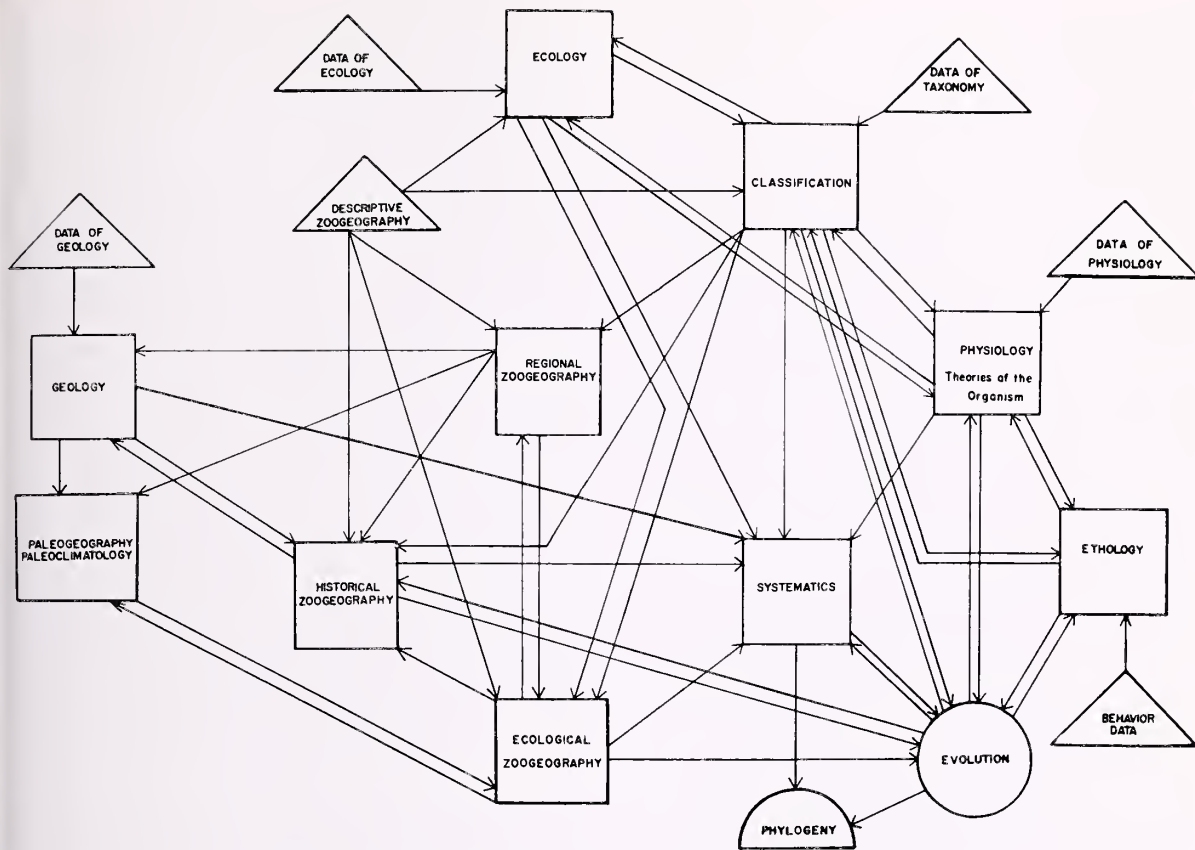 DATA OF
ECOLOGY
ECOLOGY
DATA OF
TAXONOMY
CLASSIFICATION
DESCRIPTIVE
ZOOGEOGRAPHY
DATA OF
GEOLOGY
DATA OF
PHYSIOLOGY
GEOLOGY
REGIONAL
ZOOGEOGRAPHY
PHYSIOLOGY
Theories of the
Organism
PALEOGEOGRAPHY
PALEOCLIMATOLOGY
HISTORICAL
ZOOGEOGRAPHY
SYSTEMATICS
ETHOLOGY
ECOLOGICAL
ZOOGEOGRAPHY
EVOLUTION
BEHAVIOR
DATA
PHYLOGENY